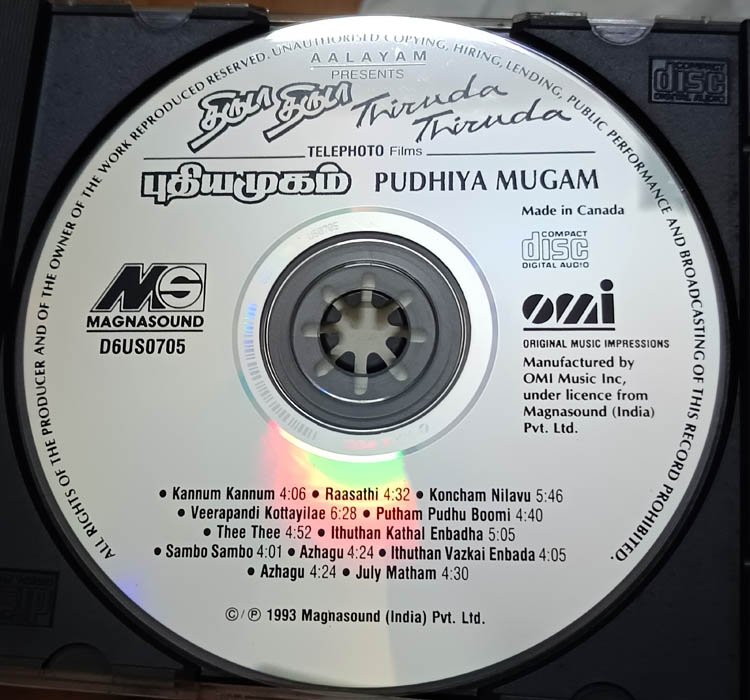 ALL RIGHTS OF THE PRODUCER AND OF THE OWNER OF THE WORK REPRODUCED RESERVED. UNAUTHORISED COPYING, HIRING, LENDING, PUBLIC PERFORMANCE AND BROADCASTING OF THIS RECORD PROHIBITED.
AALAYAM
PRESENTS
திருடா திருடா Thiruda Thiruda
TELEPHOTO Films
புதியமுகம் PUDHIYA MUGAM
Made in Canada
COMPACT
disc
DIGITAL AUDIO
MS
MAGNASOUND
D6US0705
omi
ORIGINAL MUSIC IMPRESSIONS
Manufactured by
OMI Music Inc,
under licence from
Magnasound (India)
Pvt. Ltd.
• Kannum Kannum 4:06 • Raasathi 4:32 • Koncham Nilavu 5:46
• Veerapandi Kottayilae 6:28 • Putham Pudhu Boomi 4:40
• Thee Thee 4:52 • Ithuthan Kathal Enbadha 5:05
• Sambo Sambo 4:01 • Azhagu 4:24 • Ithuthan Vazkai Enbada 4:05
• Azhagu 4:24 • July Matham 4:30
©/℗ 1993 Magnasound (India) Pvt. Ltd.
COMPACT
disc
DIGITAL AUDIO